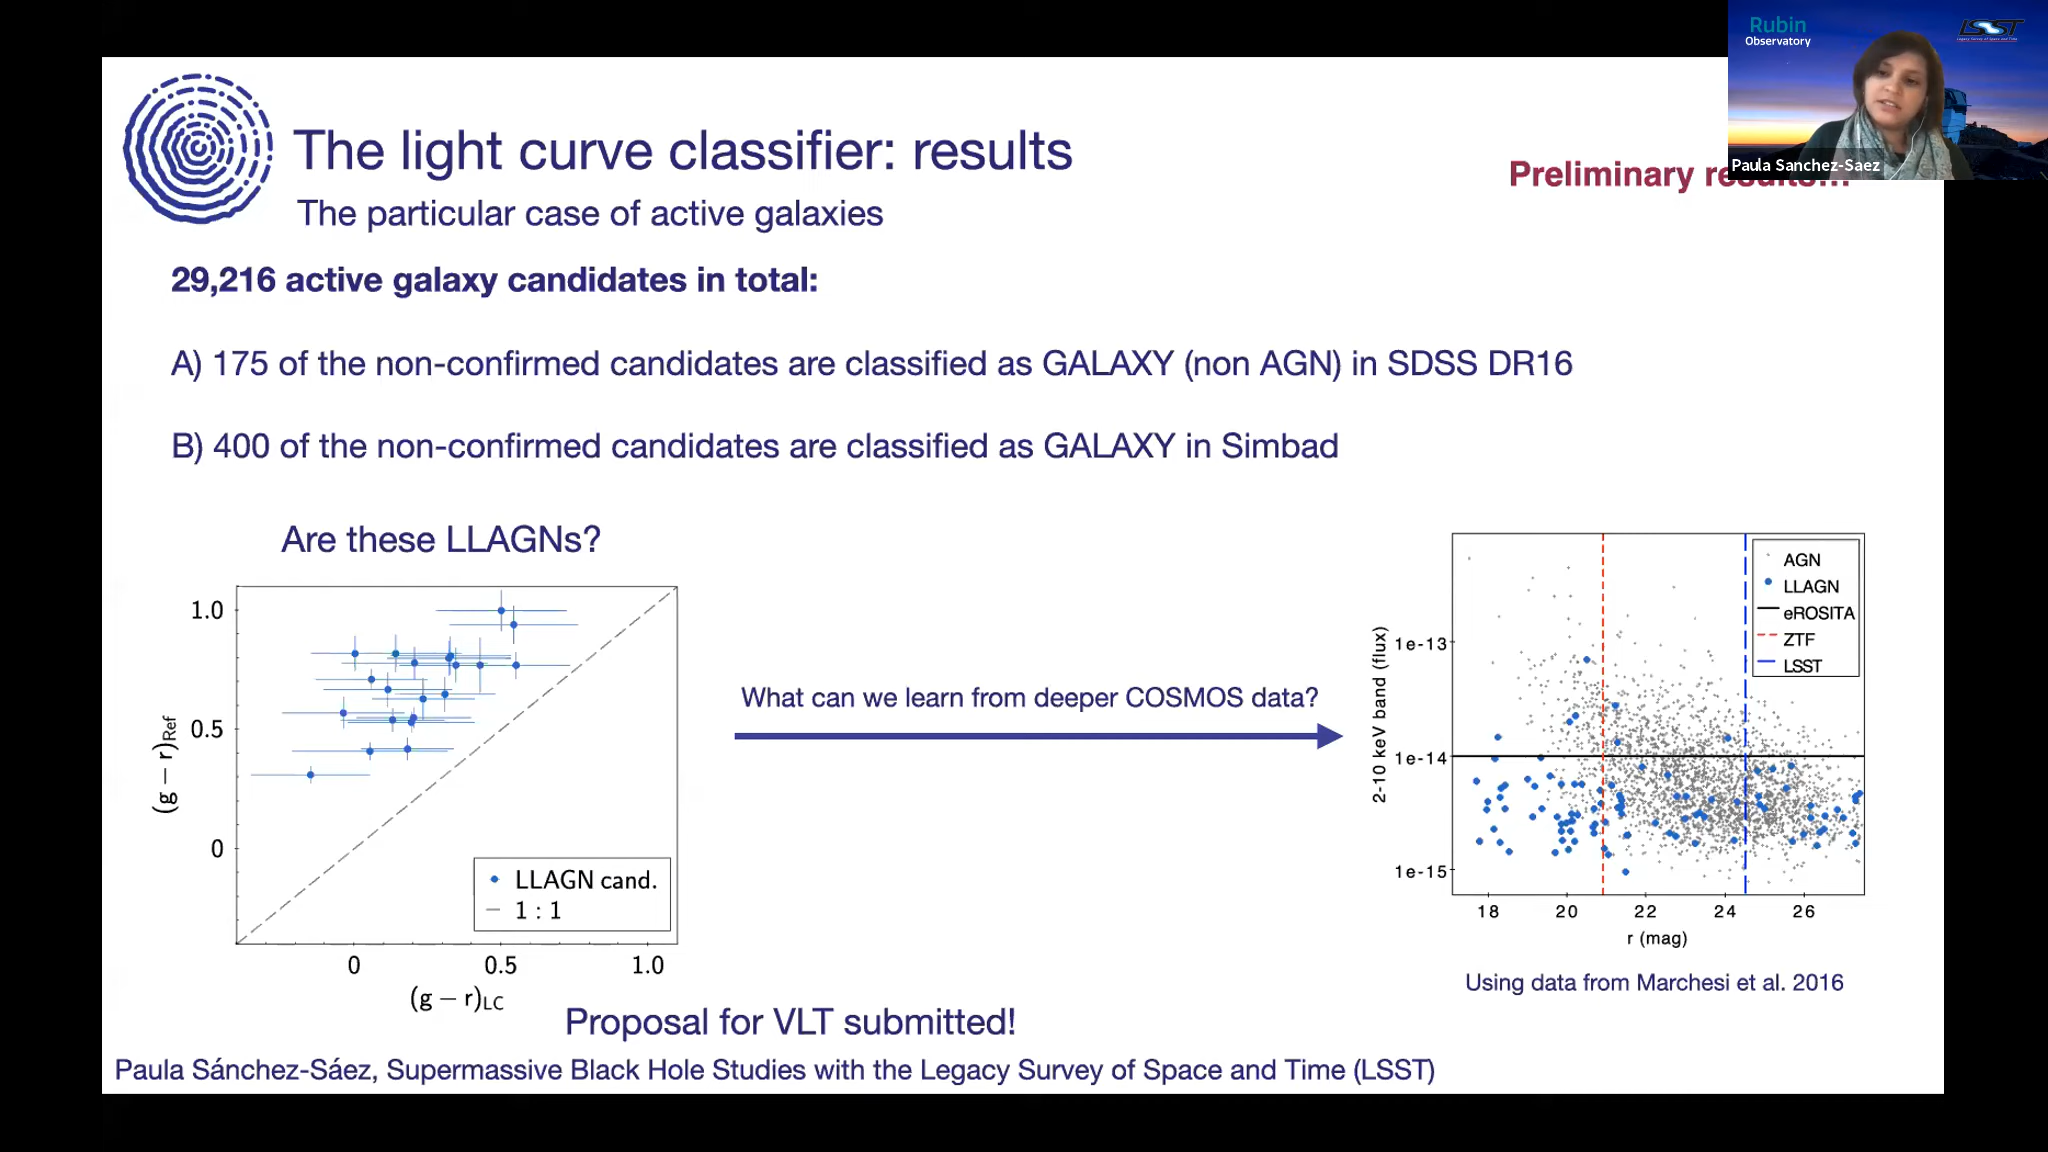 Rubin
Observatory
LSST
Paula Sanchez-Saez
The light curve classifier: results
Preliminary results...
The particular case of active galaxies
29,216 active galaxy candidates in total:
A) 175 of the non-confirmed candidates are classified as GALAXY (non AGN) in SDSS DR16
B) 400 of the non-confirmed candidates are classified as GALAXY in Simbad
Are these LLAGNs?
1.0
0.5
0
(g – r)Ref
LLAGN cand.
1 : 1
0 0.5 1.0
(g – r)LC
What can we learn from deeper COSMOS data?
AGN
LLAGN
eROSITA
ZTF
LSST
2-10 keV band (flux)
1e-13
1e-14
1e-15
18 20 22 24 26
r (mag)
Using data from Marchesi et al. 2016
Proposal for VLT submitted!
Paula Sánchez-Sáez, Supermassive Black Hole Studies with the Legacy Survey of Space and Time (LSST)